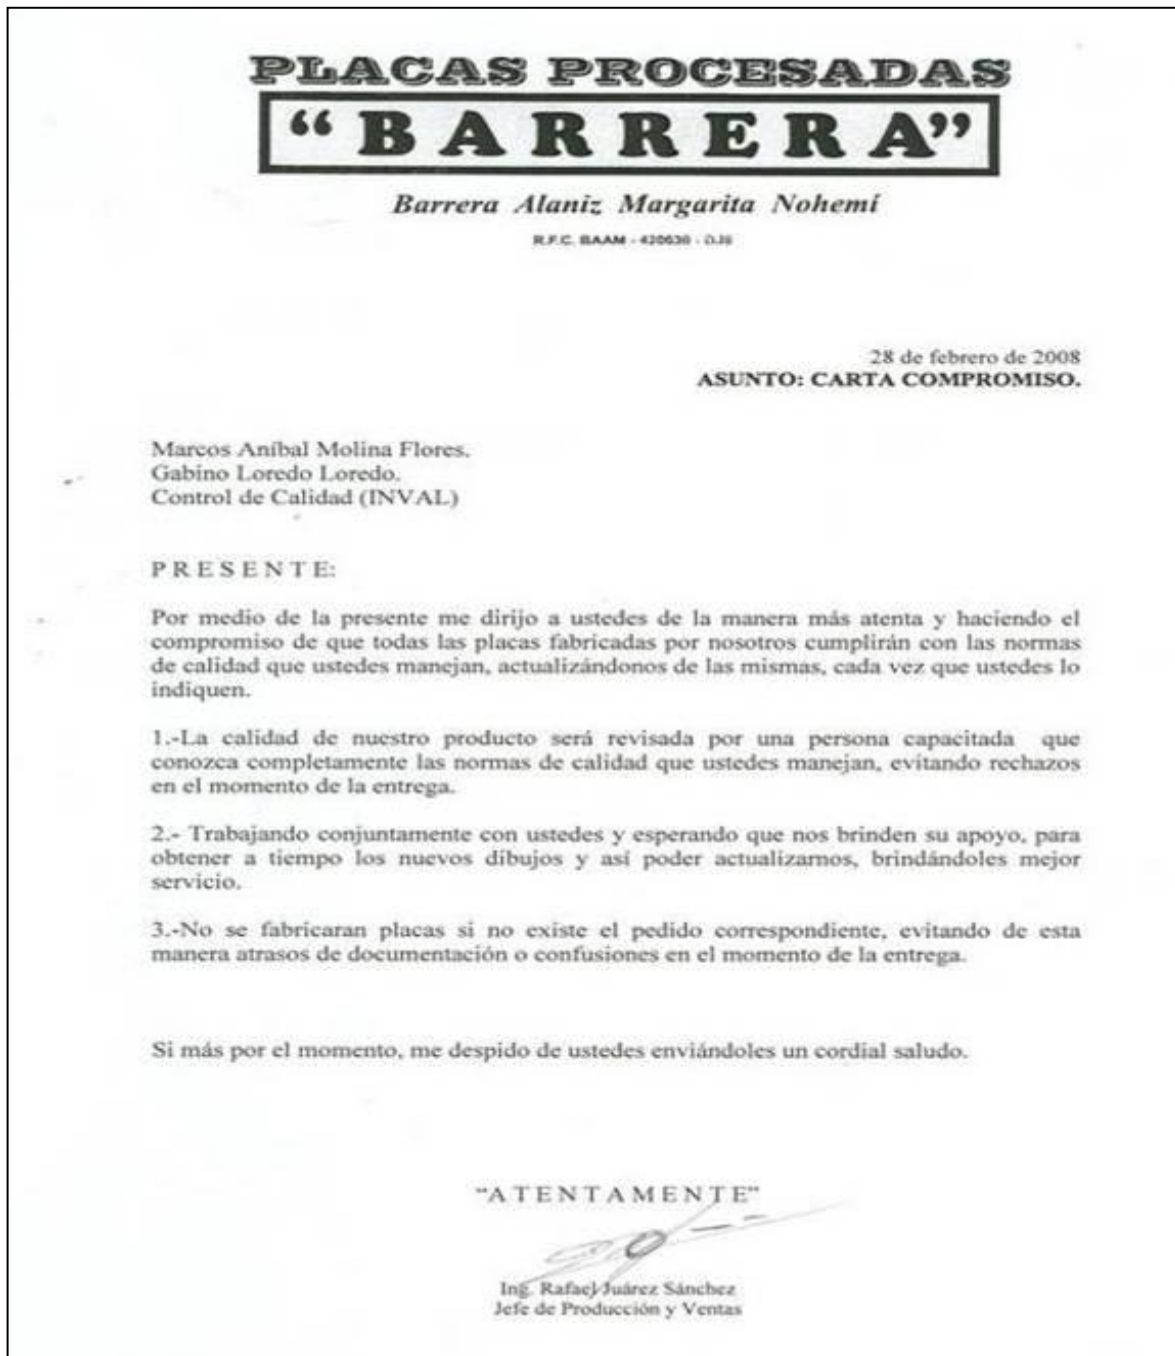 PLACAS PROCESADAS
“BARRERA”
Barrera Alaniz Margarita Nohemí
R.F.C. BAAM - 420630 -
28 de febrero de 2008
ASUNTO: CARTA COMPROMISO.
Marcos Aníbal Molina Flores.
Gabino Loredo Loredo.
Control de Calidad (INVAL)
P R E S E N T E:
Por medio de la presente me dirijo a ustedes de la manera más atenta y haciendo el
compromiso de que todas las placas fabricadas por nosotros cumplirán con las normas
de calidad que ustedes manejan, actualizándonos de las mismas, cada vez que ustedes lo
indiquen.
1.-La calidad de nuestro producto será revisada por una persona capacitada que
conozca completamente las normas de calidad que ustedes manejan, evitando rechazos
en el momento de la entrega.
2.- Trabajando conjuntamente con ustedes y esperando que nos brinden su apoyo, para
obtener a tiempo los nuevos dibujos y así poder actualizarnos, brindándoles mejor
servicio.
3.-No se fabricaran placas si no existe el pedido correspondiente, evitando de esta
manera atrasos de documentación o confusiones en el momento de la entrega.
Si más por el momento, me despido de ustedes enviándoles un cordial saludo.
“A T E N T A M E N T E”
Ing. Rafael Juárez Sánchez
Jefe de Producción y Ventas